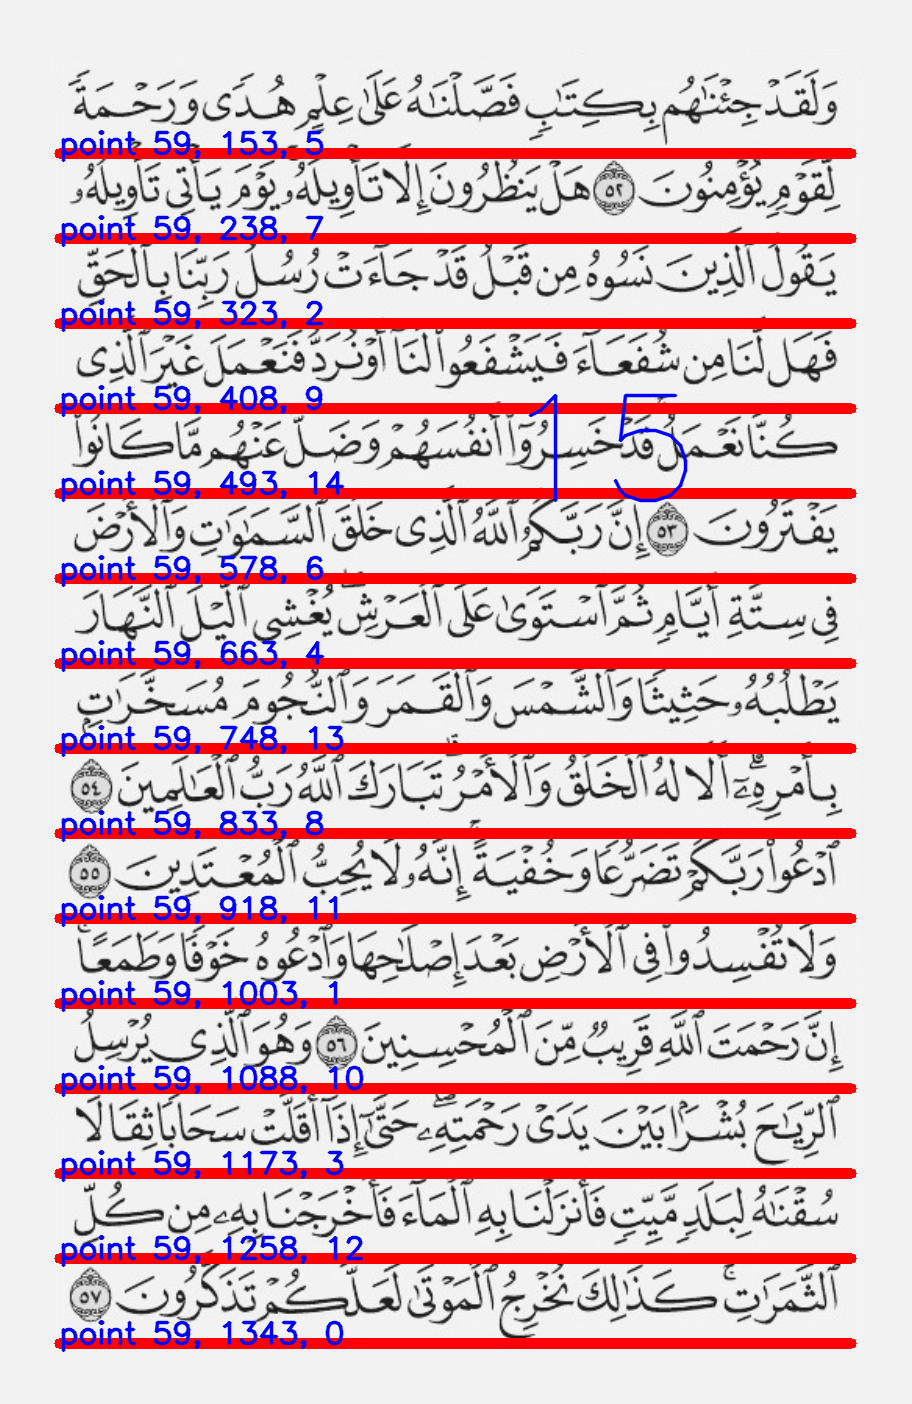 وَلَقَدْ جِئْنَٰهُم بِكِتَٰبٍ فَصَّلْنَٰهُ عَلَىٰ عِلْمٍ هُدًى وَرَحْمَةً
point 59, 153, 5
لِّقَوْمٍ يُؤْمِنُونَ ٥٢ هَلْ يَنظُرُونَ إِلَّا تَأْوِيلَهُۥ يَوْمَ يَأْتِى تَأْوِيلُهُۥ
point 59, 238, 7
يَقُولُ ٱلَّذِينَ نَسُوهُ مِن قَبْلُ قَدْ جَآءَتْ رُسُلُ رَبِّنَا بِٱلْحَقِّ
point 59, 323, 2
فَهَل لَّنَا مِن شُفَعَآءَ فَيَشْفَعُوا۟ لَنَآ أَوْ نُرَدُّ فَنَعْمَلَ غَيْرَ ٱلَّذِى
point 59, 408, 9
15
كُنَّا نَعْمَلُ قَدْ خَسِرُوٓا۟ أَنفُسَهُمْ وَضَلَّ عَنْهُم مَّا كَانُوا۟
point 59, 493, 14
يَفْتَرُونَ ٥٣ إِنَّ رَبَّكُمُ ٱللَّهُ ٱلَّذِى خَلَقَ ٱلسَّمَٰوَٰتِ وَٱلْأَرْضَ
point 59, 578, 6
فِى سِتَّةِ أَيَّامٍ ثُمَّ ٱسْتَوَىٰ عَلَى ٱلْعَرْشِۖ يُغْشِى ٱلَّيْلَ ٱلنَّهَارَ
point 59, 663, 4
يَطْلُبُهُۥ حَثِيثًا وَٱلشَّمْسَ وَٱلْقَمَرَ وَٱلنُّجُومَ مُسَخَّرَٰتٍۭ
point 59, 748, 13
بِأَمْرِهِۦٓۗ أَلَا لَهُ ٱلْخَلْقُ وَٱلْأَمْرُۗ تَبَارَكَ ٱللَّهُ رَبُّ ٱلْعَٰلَمِينَ ٥٤
point 59, 833, 8
ٱدْعُوا۟ رَبَّكُمْ تَضَرُّعًا وَخُفْيَةًۚ إِنَّهُۥ لَا يُحِبُّ ٱلْمُعْتَدِينَ ٥٥
point 59, 918, 11
وَلَا تُفْسِدُوا۟ فِى ٱلْأَرْضِ بَعْدَ إِصْلَٰحِهَا وَٱدْعُوهُ خَوْفًا وَطَمَعًاۚ
point 59, 1003, 1
إِنَّ رَحْمَتَ ٱللَّهِ قَرِيبٌ مِّنَ ٱلْمُحْسِنِينَ ٥٦ وَهُوَ ٱلَّذِى يُرْسِلُ
point 59, 1088, 10
ٱلرِّيَٰحَ بُشْرًۢا بَيْنَ يَدَىْ رَحْمَتِهِۦۖ حَتَّىٰٓ إِذَآ أَقَلَّتْ سَحَابًا ثِقَالًا
point 59, 1173, 3
سُقْنَٰهُ لِبَلَدٍ مَّيِّتٍ فَأَنزَلْنَا بِهِ ٱلْمَآءَ فَأَخْرَجْنَا بِهِۦ مِن كُلِّ
point 59, 1258, 12
ٱلثَّمَرَٰتِۚ كَذَٰلِكَ نُخْرِجُ ٱلْمَوْتَىٰ لَعَلَّكُمْ تَذَكَّرُونَ ٥٧
point 59, 1343, 0